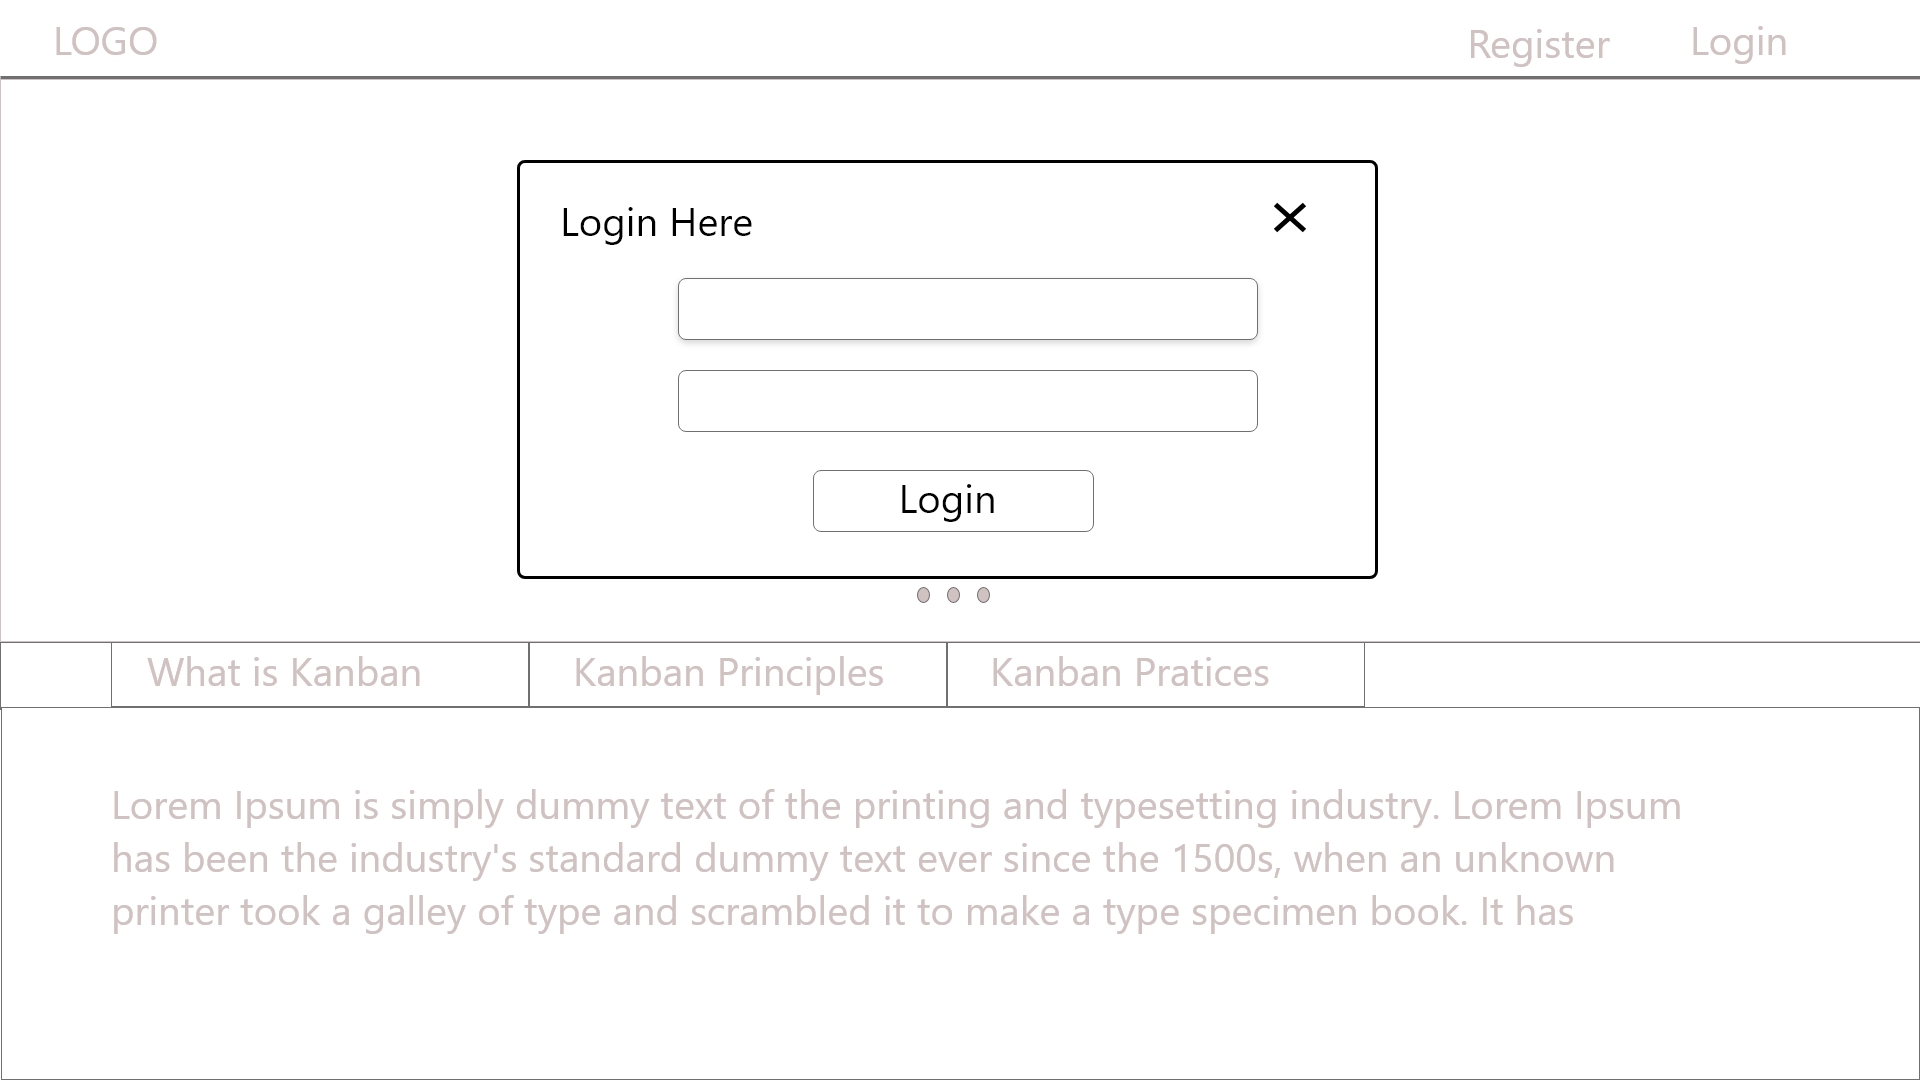 LOGO
Register
Login
Login Here
Login
What is Kanban
Kanban Principles
Kanban Pratices
Lorem Ipsum is simply dummy text of the printing and typesetting industry. Lorem Ipsum
has been the industry's standard dummy text ever since the 1500s, when an unknown
printer took a galley of type and scrambled it to make a type specimen book. It has